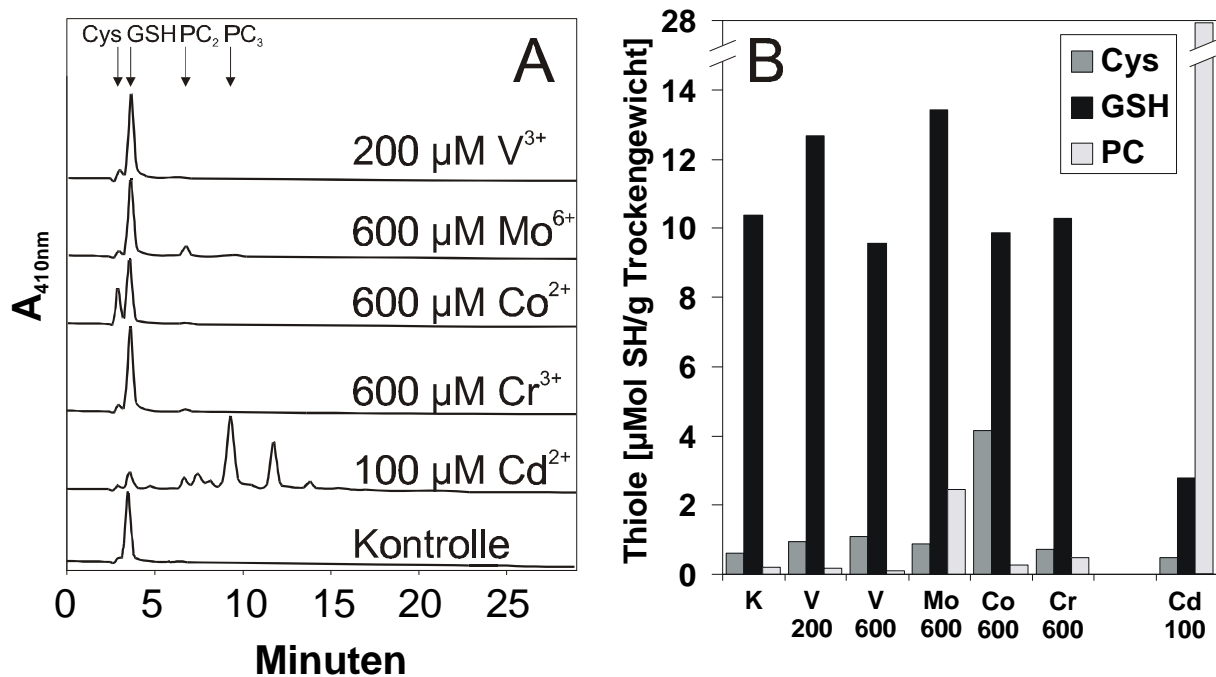 Cys GSH PC₂ PC₃
A
200 µM V³⁺
600 µM Mo⁶⁺
600 µM Co²⁺
600 µM Cr³⁺
100 µM Cd²⁺
Kontrolle
A₄₁₀ₙₘ
0 5 10 15 20 25
Minuten
B
Thiole [µMol SH/g Trockengewicht]
28
14
12
10
8
6
4
2
0
Cys
GSH
PC
K V V Mo Co Cr Cd
200 600 600 600 600 100